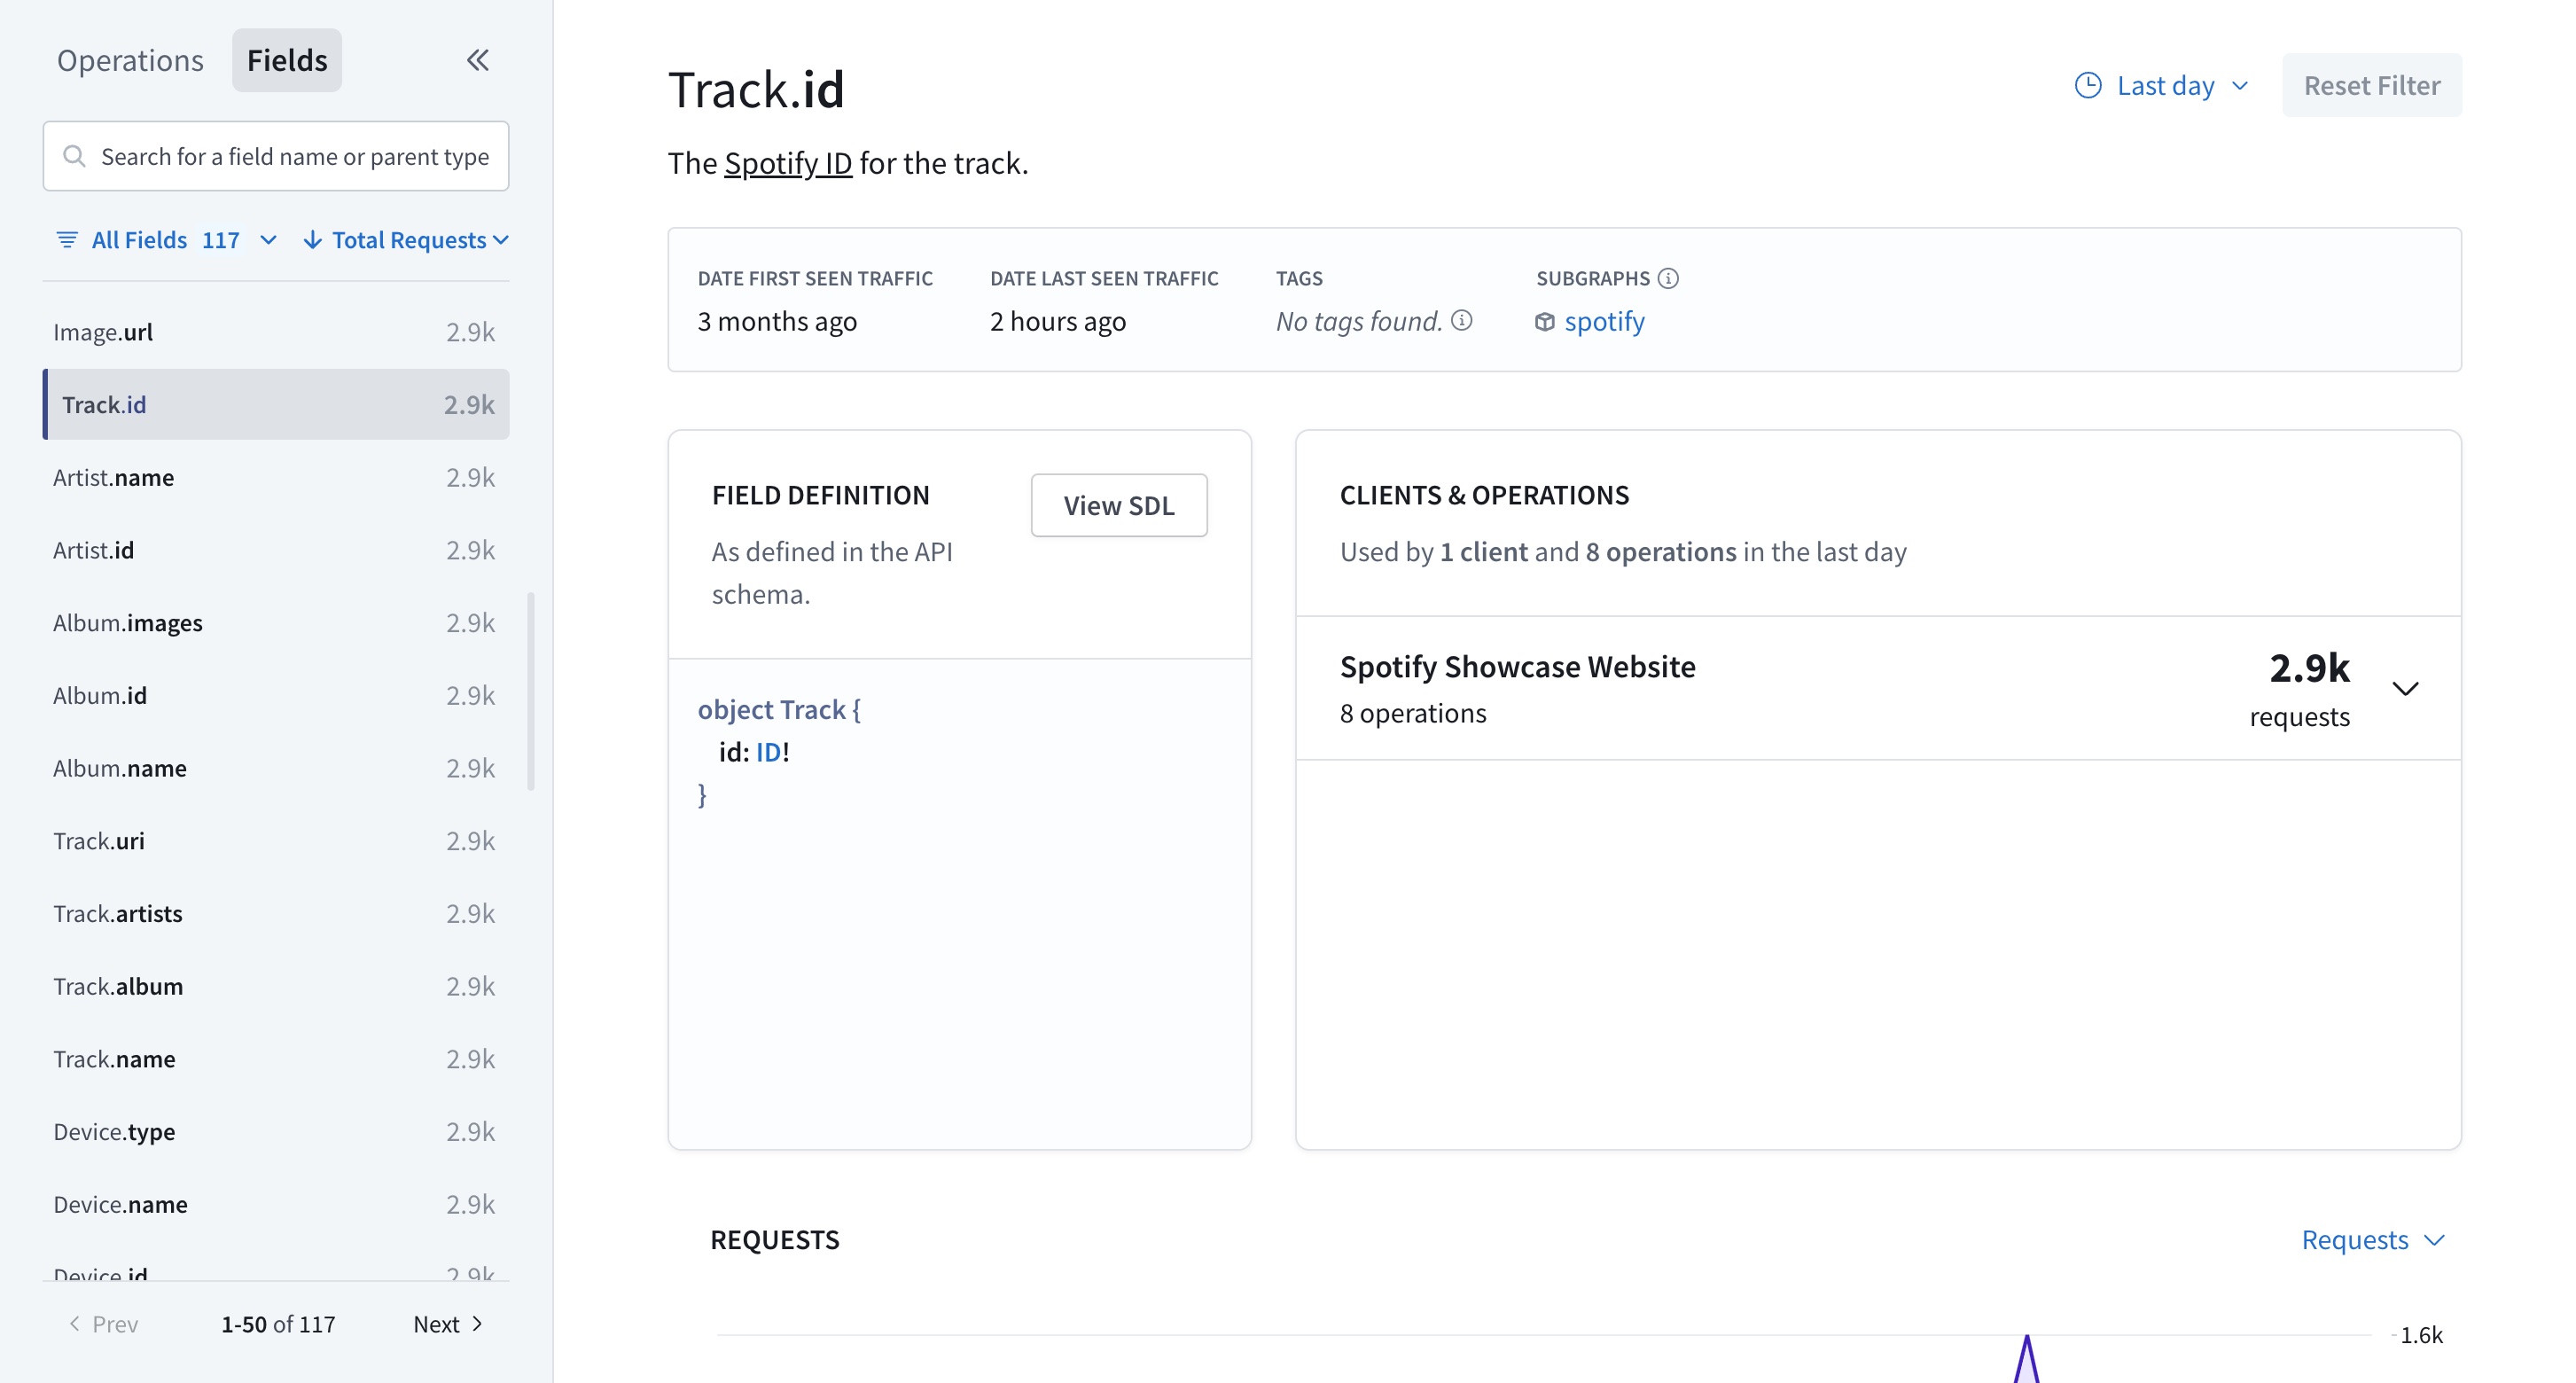 Operations Fields
Search for a field name or parent type
All Fields 117 Total Requests
Image.url 2.9k
Track.id 2.9k
Artist.name 2.9k
Artist.id 2.9k
Album.images 2.9k
Album.id 2.9k
Album.name 2.9k
Track.uri 2.9k
Track.artists 2.9k
Track.album 2.9k
Track.name 2.9k
Device.type 2.9k
Device.name 2.9k
Device.id 2.9k
Prev 1-50 of 117 Next
Track.id
Last day Reset Filter
The Spotify ID for the track.
DATE FIRST SEEN TRAFFIC DATE LAST SEEN TRAFFIC TAGS SUBGRAPHS
3 months ago 2 hours ago No tags found. spotify
FIELD DEFINITION View SDL
As defined in the API
schema.
object Track {
id: ID!
}
CLIENTS & OPERATIONS
Used by 1 client and 8 operations in the last day
Spotify Showcase Website 2.9k
8 operations requests
REQUESTS Requests
1.6k